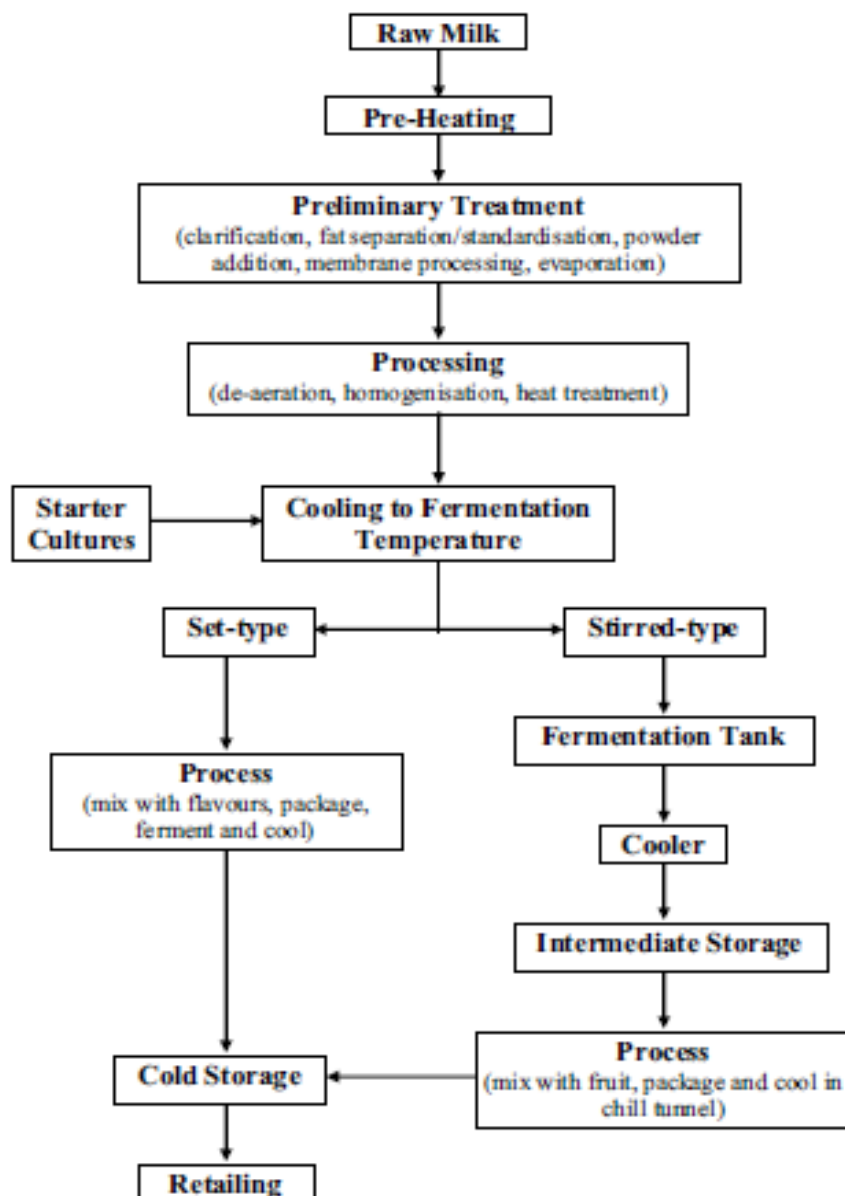 Raw Milk
Pre-Heating
Preliminary Treatment
(clarification, fat separation/standardisation, powder
addition, membrane processing, evaporation)
Processing
(de-aeration, homogenisation, heat treatment)
Starter
Cultures
Cooling to Fermentation
Temperature
Set-type
Stirred-type
Fermentation Tank
Process
(mix with flavours, package,
ferment and cool)
Cooler
Intermediate Storage
Process
(mix with fruit, package and cool in
chill tunnel)
Cold Storage
Retailing